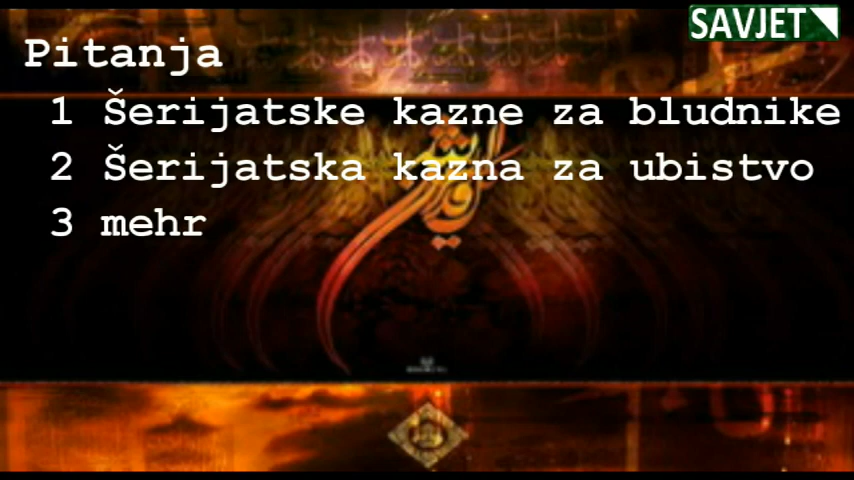 SAVJET
Pitanja
1 Šerijatske kazne za bludnike
2 Šerijatska kazna za ubistvo
3 mehr